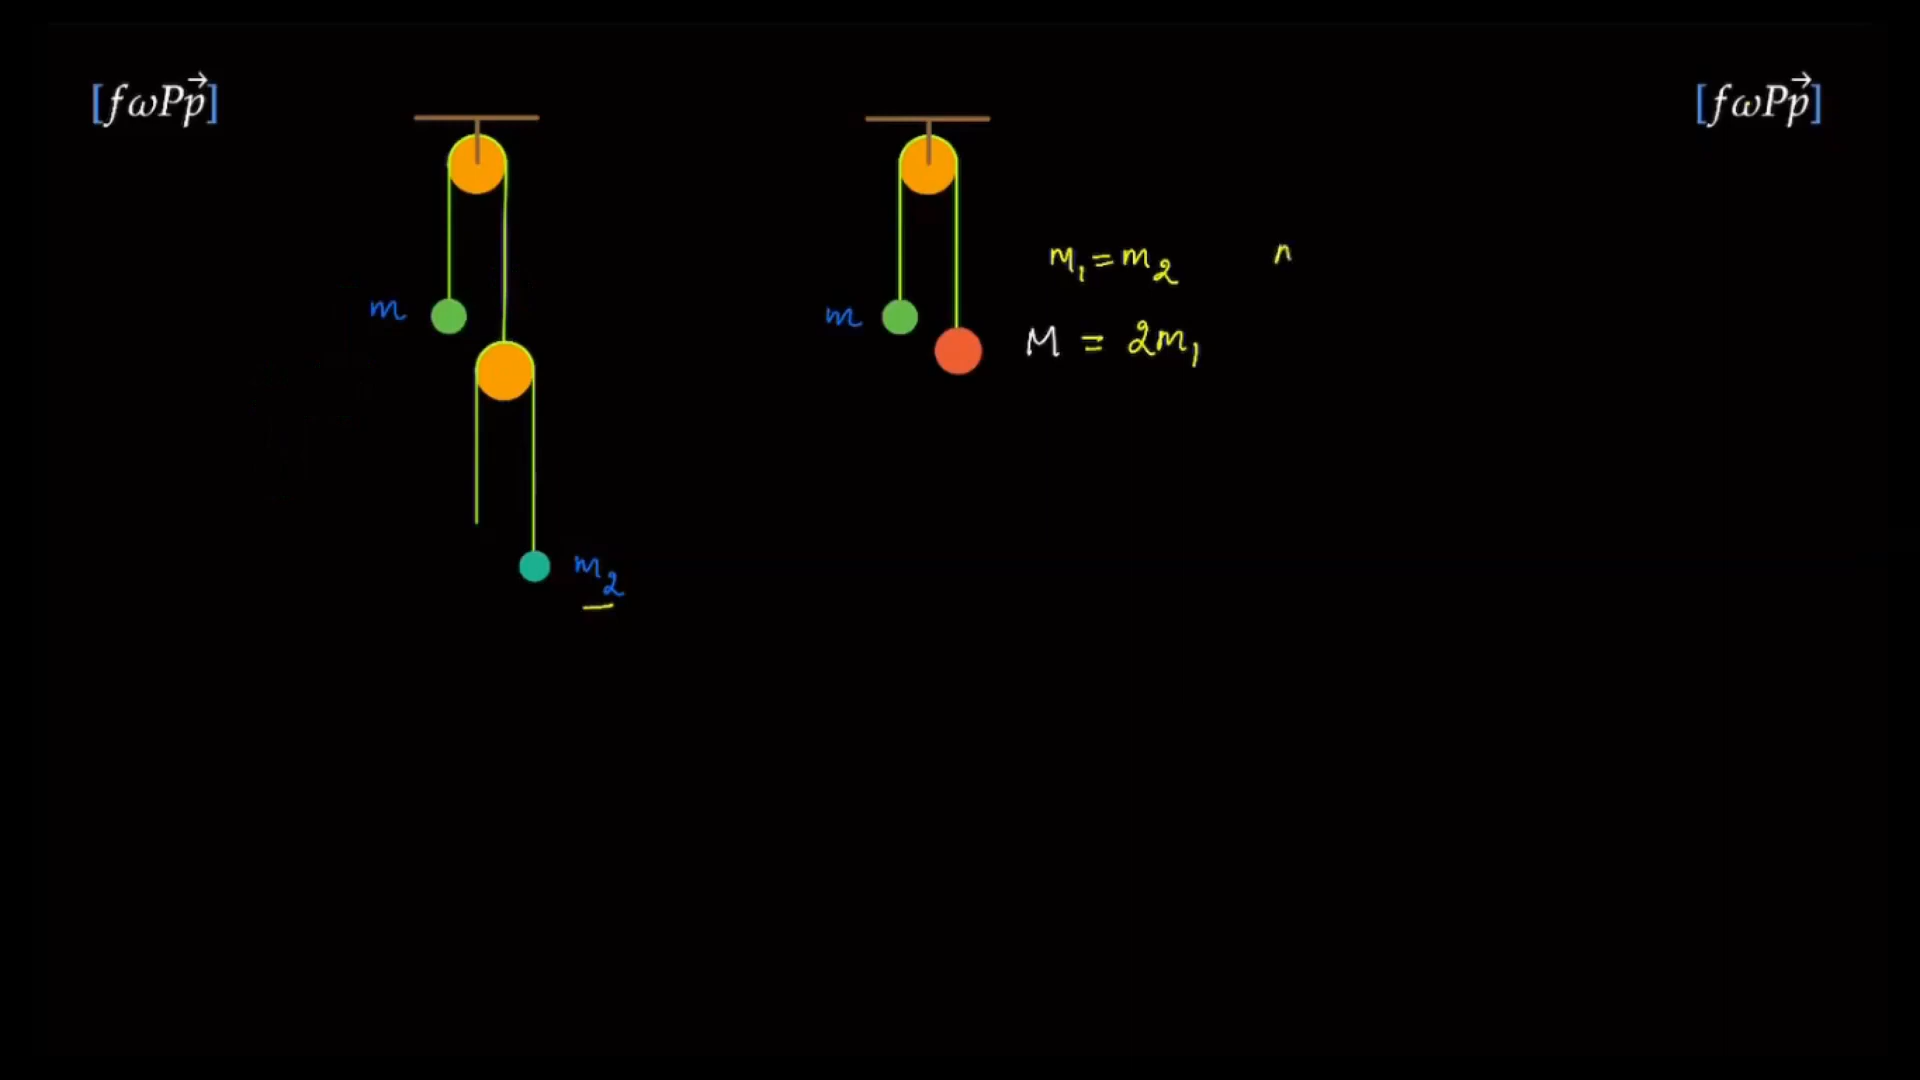 [fωPp⃗]
[fωPp⃗]
m₁ = m₂
m
m
M = 2m₁
m₂